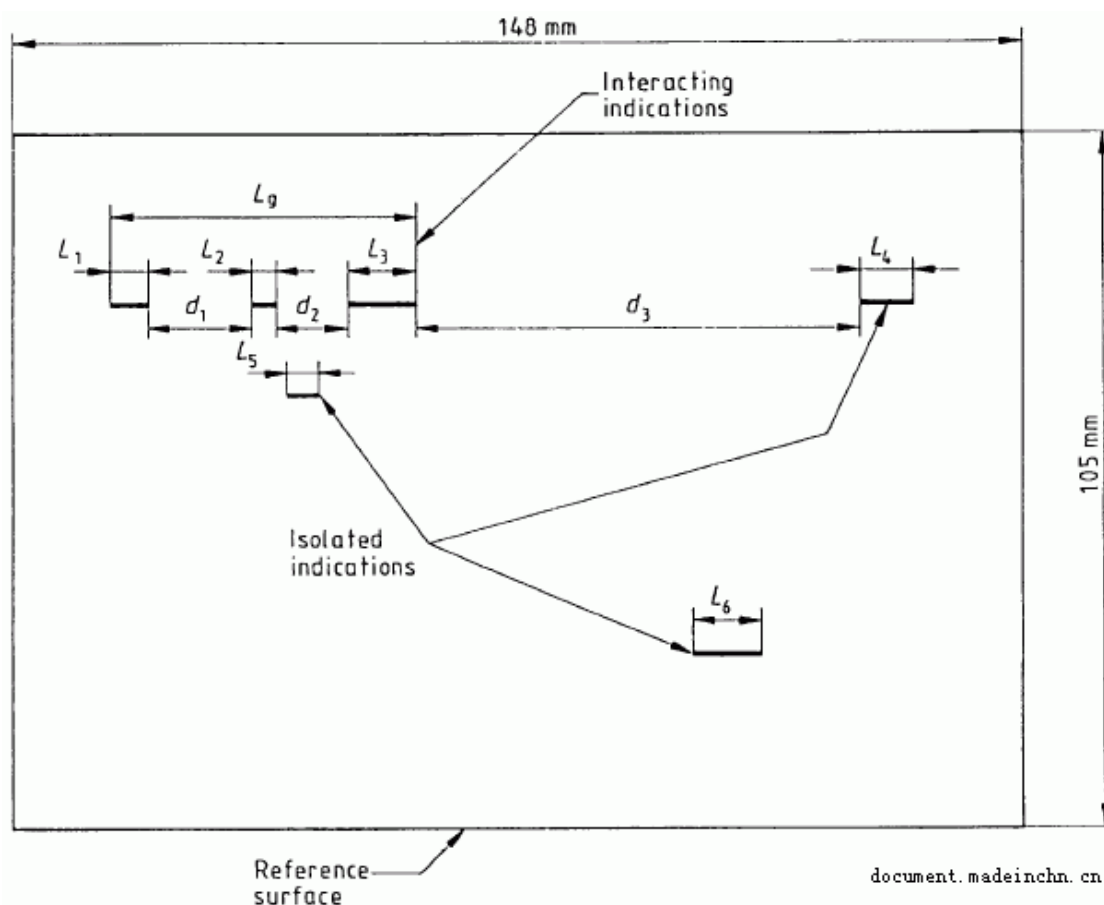 148 mm
Interacting
indications
Lg
L1 L2 L3 L4
d1 d2 d3
L5
105 mm
Isolated
indications
L6
Reference
surface
document.madeinchn.cn